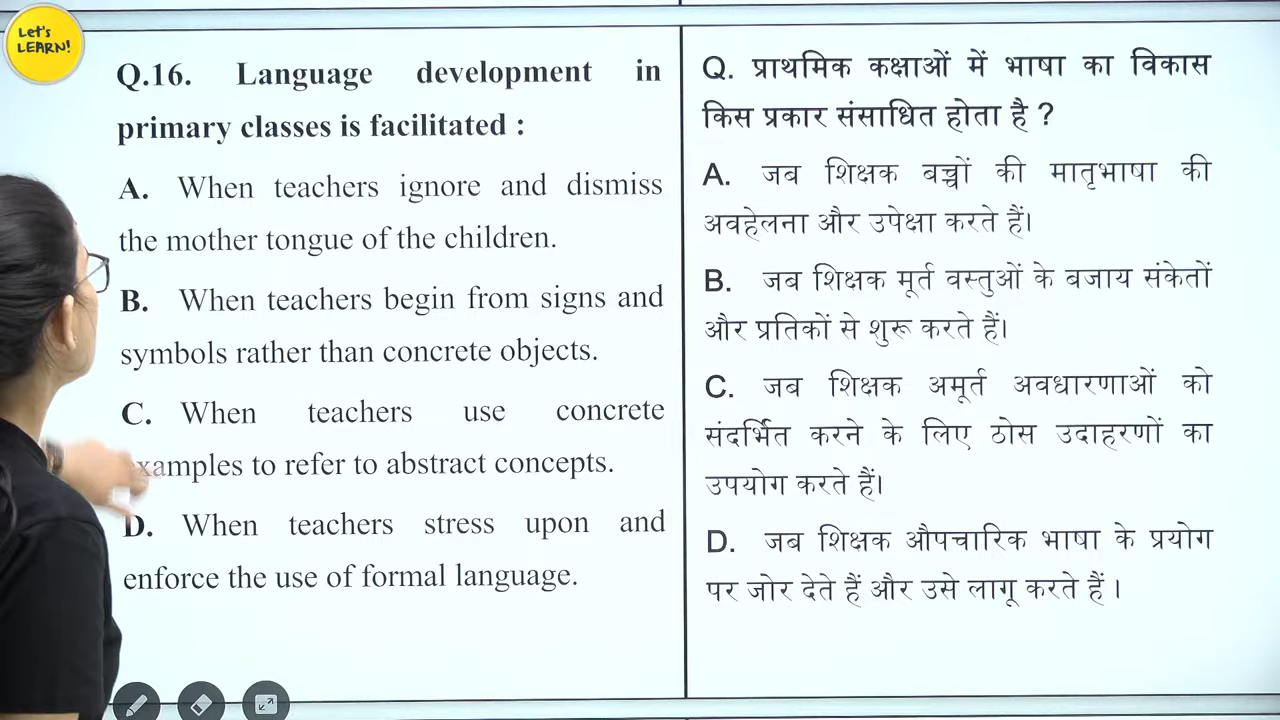 Let's
LEARN!
Q.16. Language development in
primary classes is facilitated :
A. When teachers ignore and dismiss
the mother tongue of the children.
B. When teachers begin from signs and
symbols rather than concrete objects.
C. When teachers use concrete
examples to refer to abstract concepts.
D. When teachers stress upon and
enforce the use of formal language.
Q. प्राथमिक कक्षाओं में भाषा का विकास
किस प्रकार संसाधित होता है ?
A. जब शिक्षक बच्चों की मातृभाषा की
अवहेलना और उपेक्षा करते हैं।
B. जब शिक्षक मूर्त वस्तुओं के बजाय संकेतों
और प्रतिकों से शुरू करते हैं।
C. जब शिक्षक अमूर्त अवधारणाओं को
संदर्भित करने के लिए ठोस उदाहरणों का
उपयोग करते हैं।
D. जब शिक्षक औपचारिक भाषा के प्रयोग
पर जोर देते हैं और उसे लागू करते हैं ।